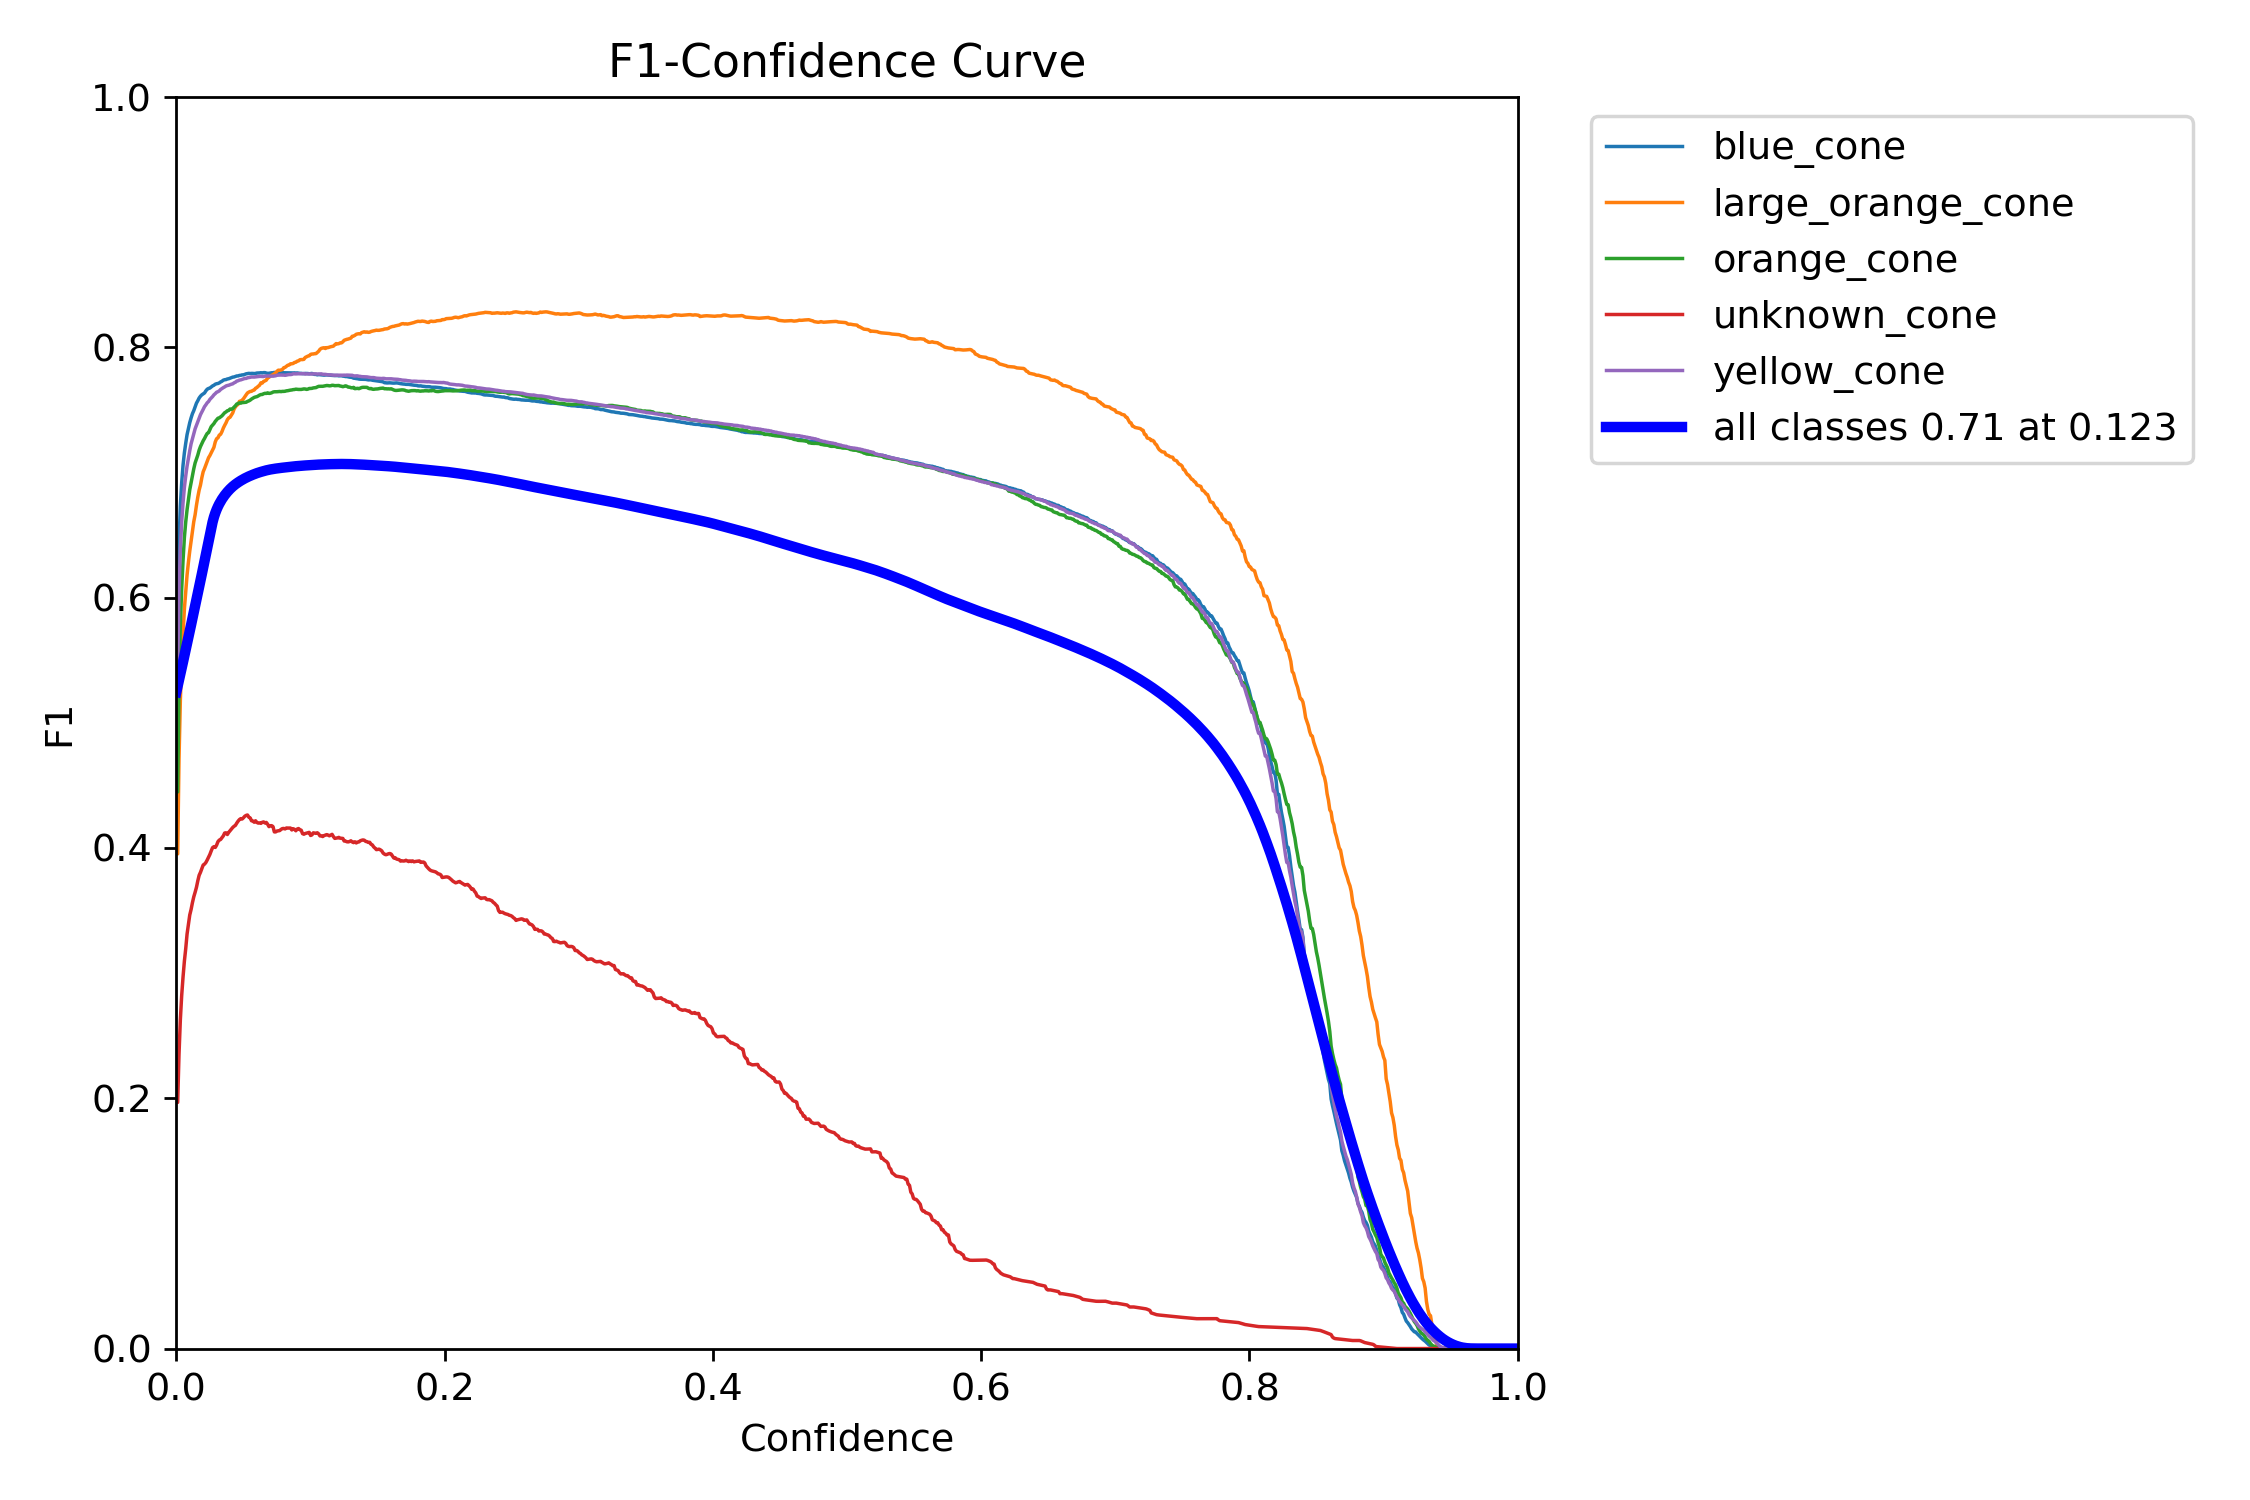 F1-Confidence Curve
1.0
0.8
0.6
0.4
0.2
0.0
F1
0.0 0.2 0.4 0.6 0.8 1.0
Confidence
blue_cone
large_orange_cone
orange_cone
unknown_cone
yellow_cone
all classes 0.71 at 0.123